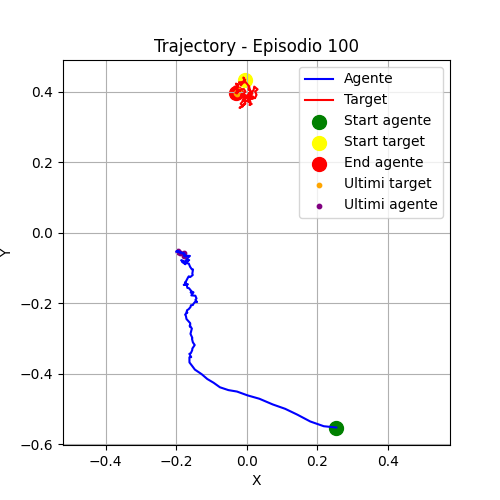 Trajectory - Episodio 100
Agente
Target
Start agente
Start target
End agente
Ultimi target
Ultimi agente
0.4
0.2
0.0
−0.2
−0.4
−0.6
Y
−0.4
−0.2
0.0
0.2
0.4
X